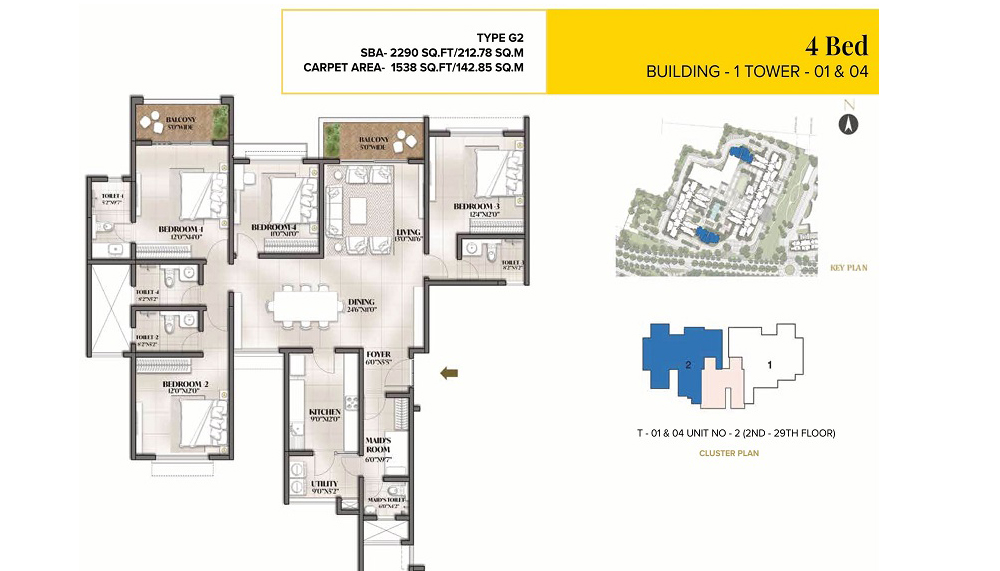 TYPE G2
SBA- 2290 SQ.FT/212.78 SQ.M
CARPET AREA- 1538 SQ.FT/142.85 SQ.M
4 Bed
BUILDING - 1 TOWER - 01 & 04
N
KEY PLAN
BALCONY
5'0"WIDE
BALCONY
5'0"WIDE
TOILET-1
5'2"X9'7"
BEDROOM-1
12'0"X14'0"
BEDROOM-4
11'0"X11'0"
LIVING
13'0"X11'6"
BEDROOM-3
12'4"X12'0"
TOILET-3
8'2"X5'2"
TOILET-4
8'2"X5'2"
DINING
24'6"X11'0"
TOILET-2
8'2"X5'2"
FOYER
6'0"X5'5"
BEDROOM-2
12'0"X12'0"
KITCHEN
9'0"X12'0"
MAID'S
ROOM
6'0"X9'7"
UTILITY
9'0"X5'2"
MAID'S TOILET
6'0"X4'2"
2
1
T - 01 & 04 UNIT NO - 2 (2ND - 29TH FLOOR)
CLUSTER PLAN